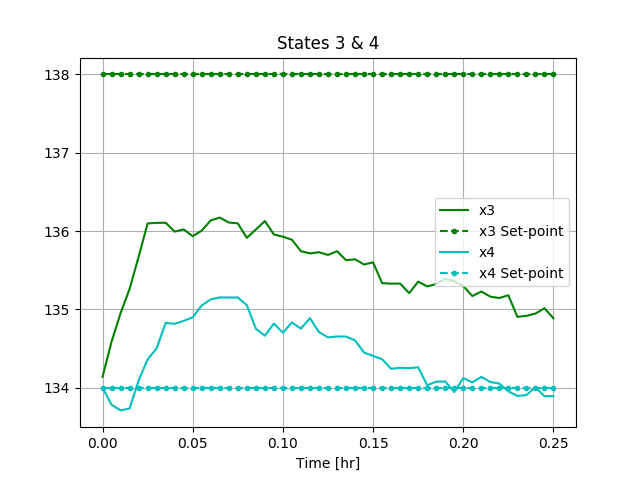 States 3 & 4
138
137
136
135
134
x3
x3 Set-point
x4
x4 Set-point
0.00 0.05 0.10 0.15 0.20 0.25
Time [hr]